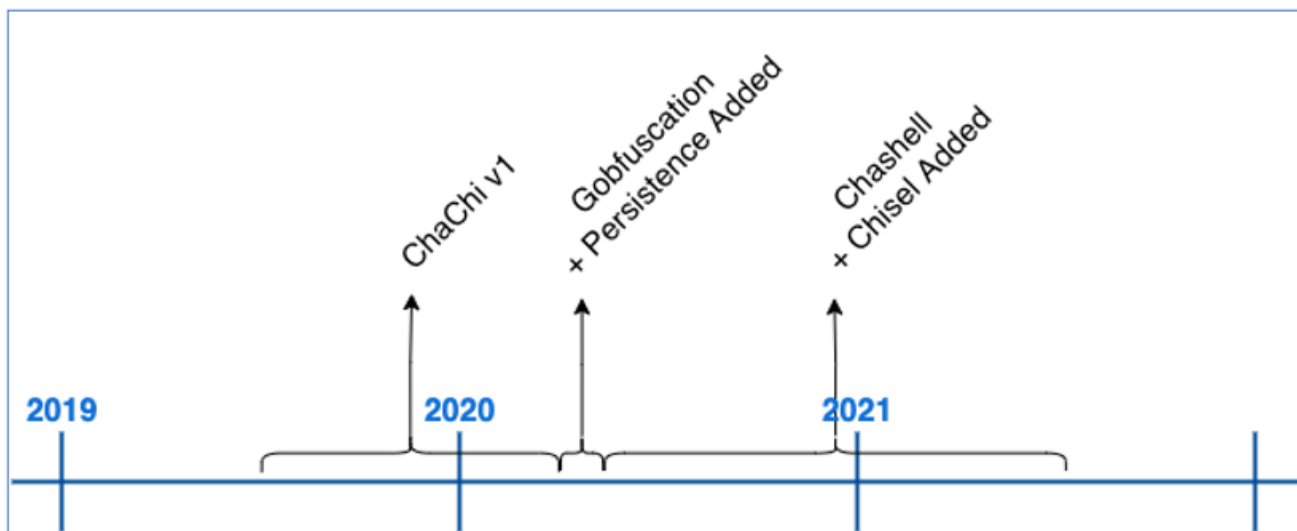 ChaChi v1
Gobfuscation
+ Persistence Added
Chashell
+ Chisel Added
2019
2020
2021